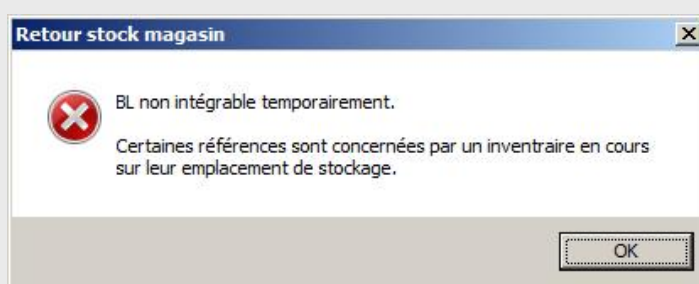 Retour stock magasin
BL non intégrable temporairement.
Certaines références sont concernées par un inventraire en cours
sur leur emplacement de stockage.
OK